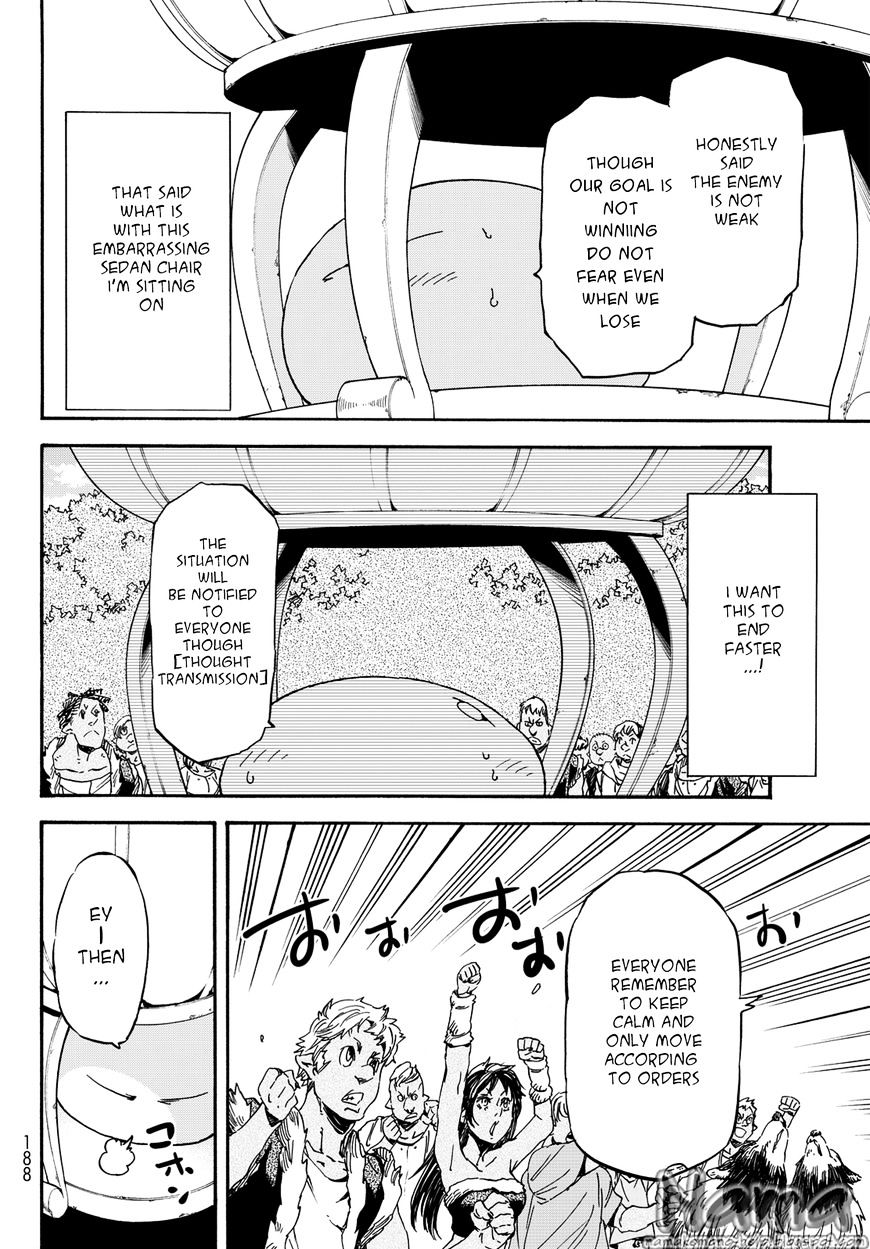 HONESTLY
SAID
THE ENEMY
IS NOT
WEAK
THOUGH
OUR GOAL IS
NOT
WINNIING
DO NOT
FEAR EVEN
WHEN WE
LOSE
THAT SAID
WHAT IS
WITH THIS
EMBARRASSING
SEDAN CHAIR
I'M SITTING
ON
I WANT
THIS TO
END
FASTER
...!
THE
SITUATION
WILL
BE NOTIFIED
TO
EVERYONE
THOUGH
[THOUGHT
TRANSMISSION]
お
EVERYONE
REMEMBER
TO KEEP
CALM AND
ONLY MOVE
ACCORDING
TO ORDERS
お
お
お
お
EY
I
THEN
...
コホン
188
Nama